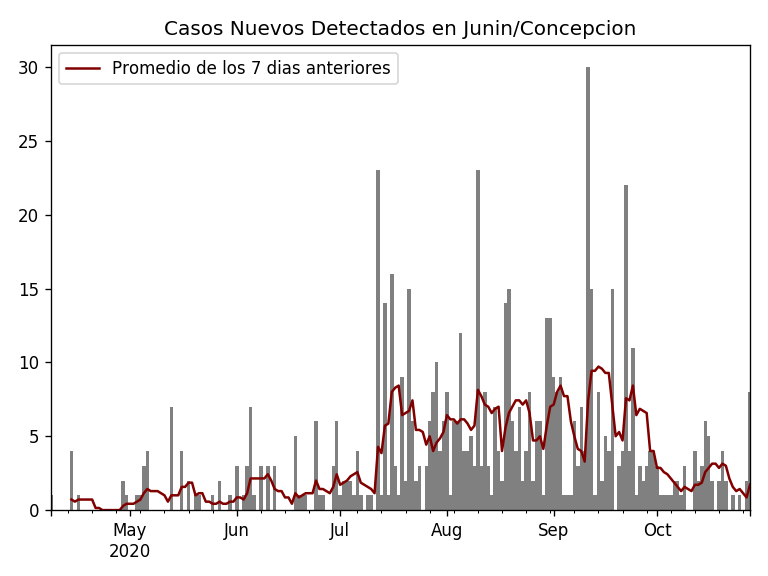 Casos Nuevos Detectados en Junin/Concepcion
Promedio de los 7 dias anteriores
30
25
20
15
10
5
0
May Jun Jul Aug Sep Oct
2020